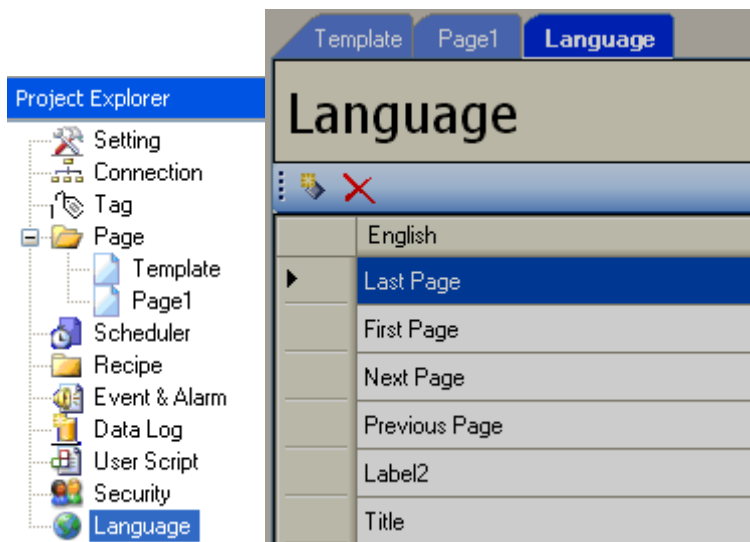 Project Explorer
Setting
Connection
Tag
Page
Template
Page1
Scheduler
Recipe
Event & Alarm
Data Log
User Script
Security
Language
Template Page1 Language
Language
English
Last Page
First Page
Next Page
Previous Page
Label2
Title